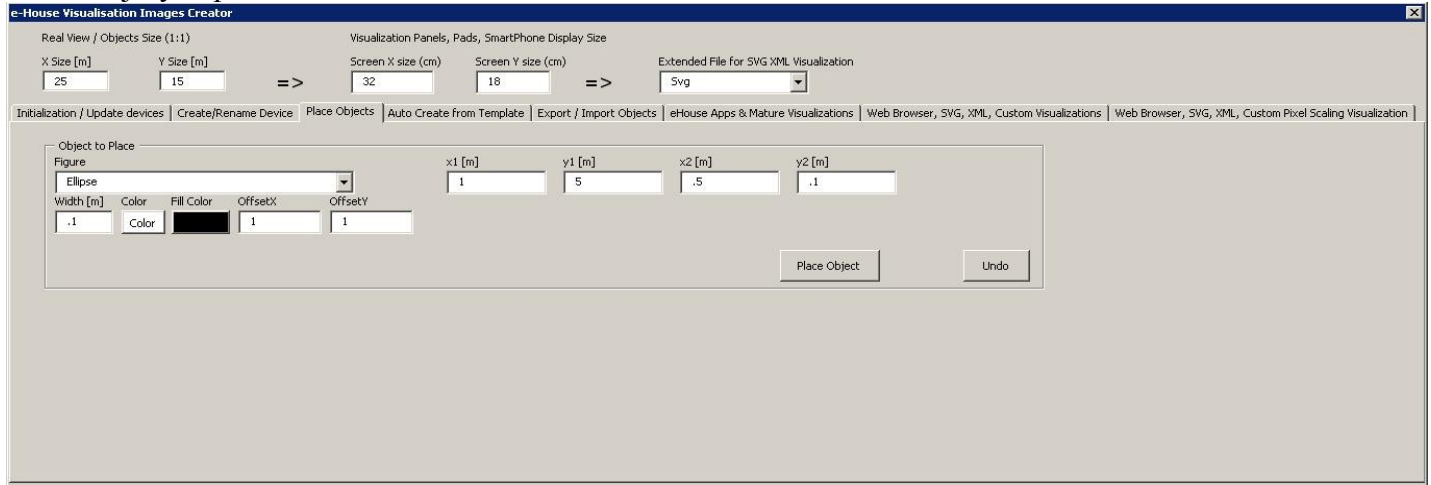 e-House Visualisation Images Creator
Real View / Objects Size (1:1) Visualization Panels, Pads, SmartPhone Display Size
X Size [m] Y Size [m] Screen X size (cm) Screen Y size (cm) Extended File for SVG XML Visualization
25 15 => 32 18 => Svg
Initialization / Update devices Create/Rename Device Place Objects Auto Create from Template Export / Import Objects eHouse Apps & Mature Visualizations Web Browser, SVG, XML, Custom Visualizations Web Browser, SVG, XML, Custom Pixel Scaling Visualization
Object to Place
Figure x1 [m] y1 [m] x2 [m] y2 [m]
Ellipse 1 5 .5 .1
Width [m] Color Fill Color OffsetX OffsetY
.1 Color 1 1
Place Object Undo